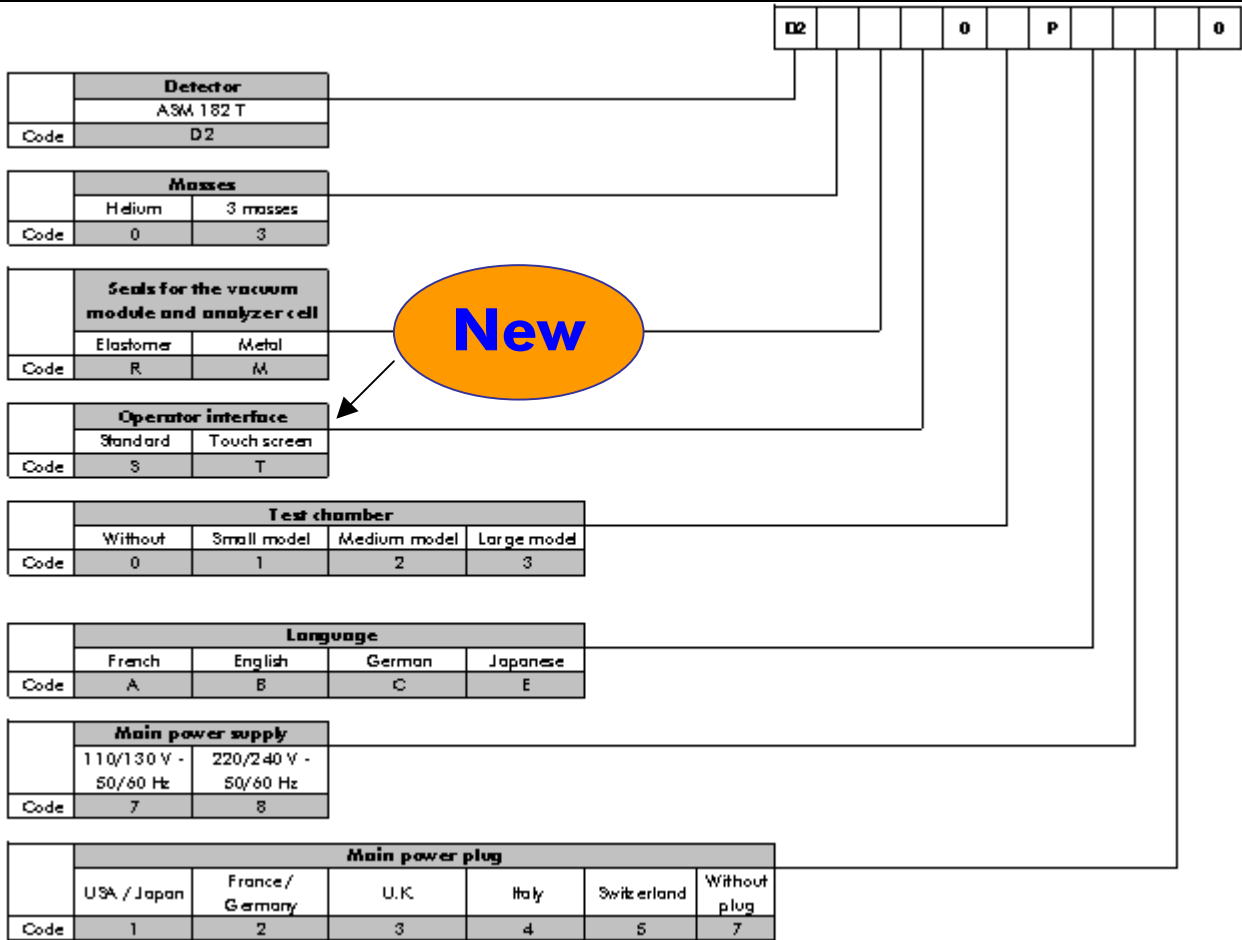 D2 0 P 0
Detector
ASM 182 T
Code D2
Masses
Helium 3 masses
Code 0 3
Seals for the vacuum
module and analyzer cell
Elastomer Metal
Code R M
New
Operator interface
Standard Touch screen
Code S T
Test chamber
Without Small model Medium model Large model
Code 0 1 2 3
Language
French English German Japanese
Code A B C E
Main power supply
110/130 V - 220/240 V -
50/60 Hz 50/60 Hz
Code 7 8
Main power plug
USA / Japan France / Germany U.K. Italy Switzerland Without plug
Code 1 2 3 4 5 7